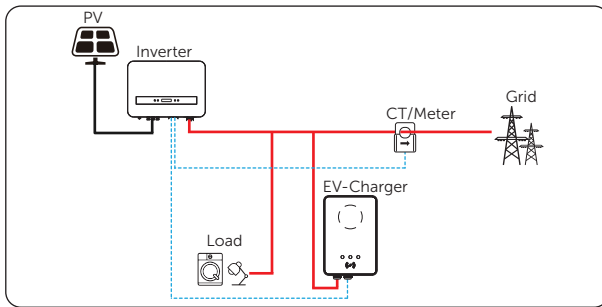 PV
Inverter
CT/Meter
Grid
EV-Charger
Load